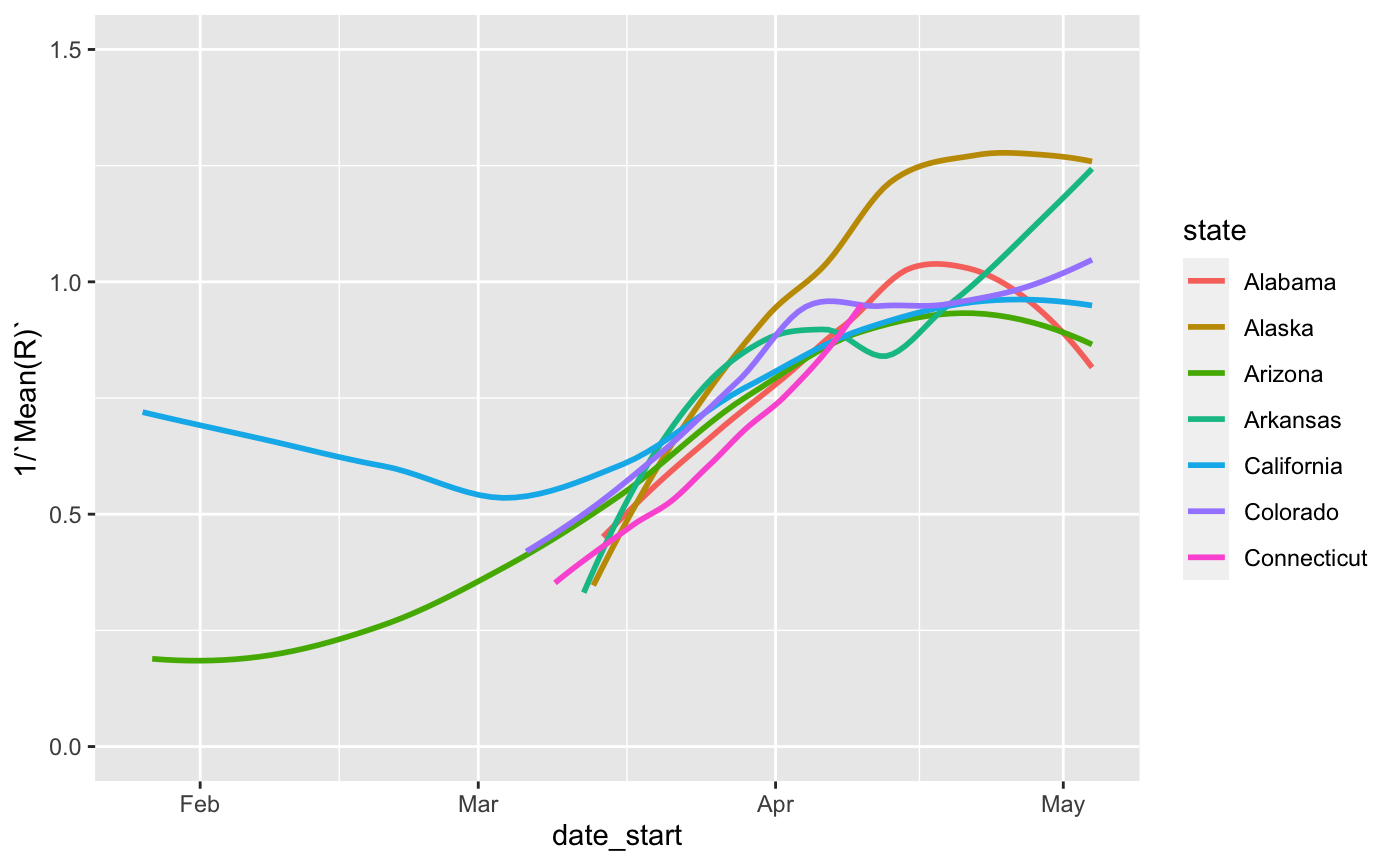 1.5
1.0
0.5
0.0
1/`Mean(R)`
Feb
Mar
Apr
May
date_start
state
Alabama
Alaska
Arizona
Arkansas
California
Colorado
Connecticut